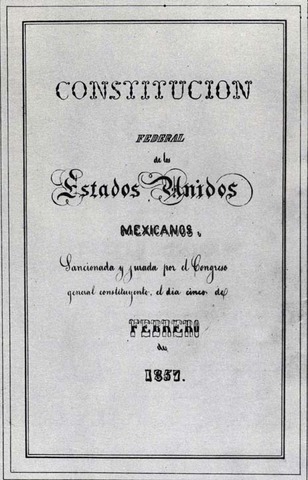 CONSTITUCION
FEDERAL
de los
Estados Unidos
MEXICANOS,
Sancionada y jurada por el Congreso
general constituyente, el dia cinco de
FEBRERO
de
1857.